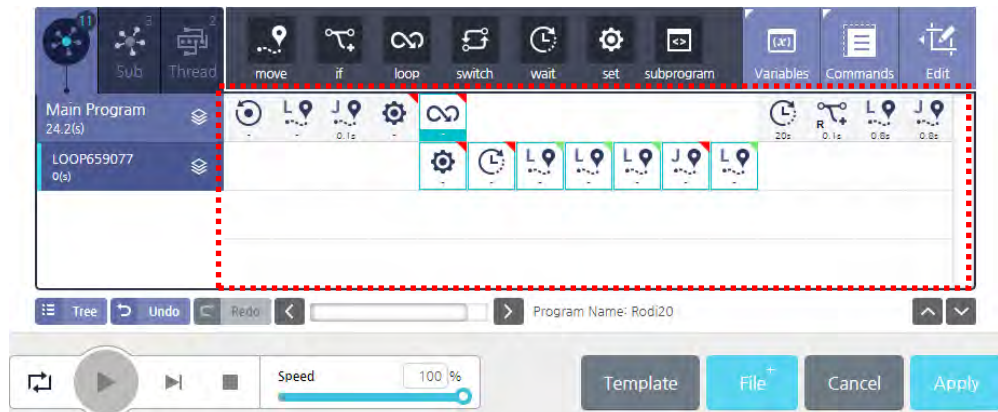 11 3 2
Sub Thread
move if loop switch wait set subprogram
(x)
<>
Variables Commands Edit
Main Program
24.2(s)
L J L J
R
- - 0.1s - - 20s 0.1s 0.8s 0.8s
LOOP659077
0(s)
L L L J L
- - - - - - -
Tree Undo Redo < > Program Name: Rodi20
Speed 100 %
Template File+ Cancel Apply